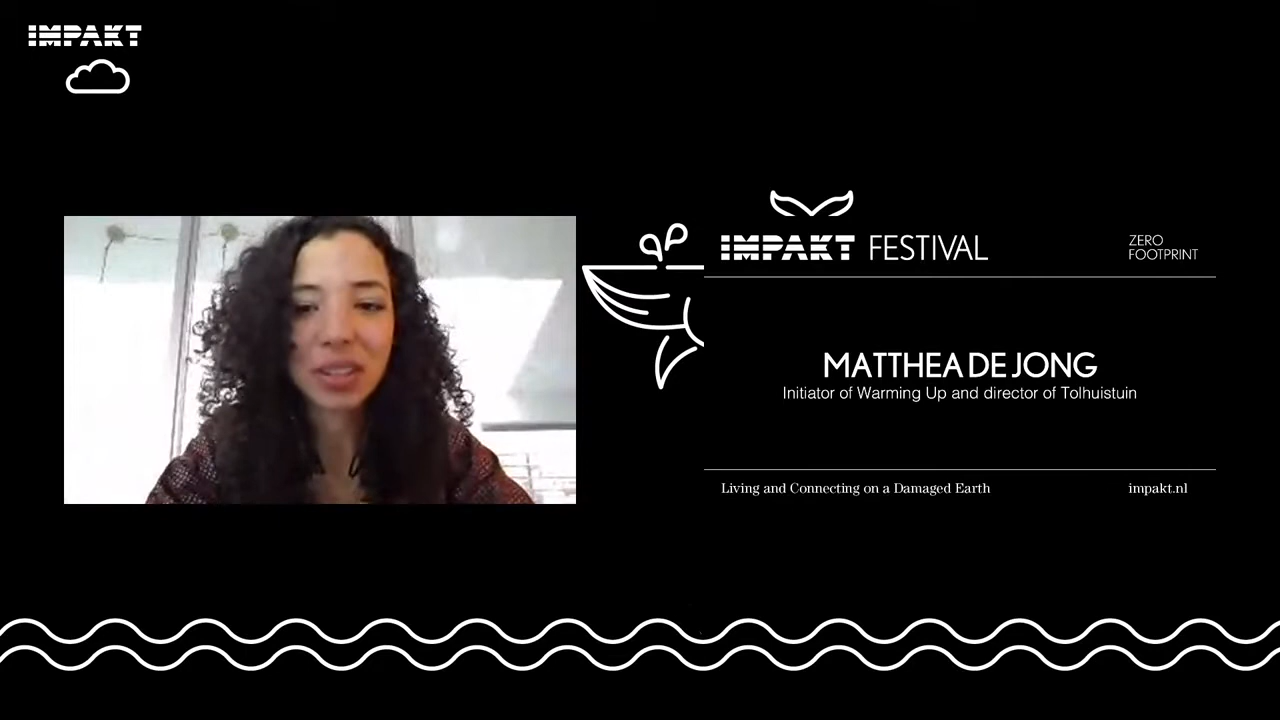 IMPAKT
IMPAKT FESTIVAL
ZERO
FOOTPRINT
MATTHEA DE JONG
Initiator of Warming Up and director of Tolhuistuin
Living and Connecting on a Damaged Earth
impakt.nl